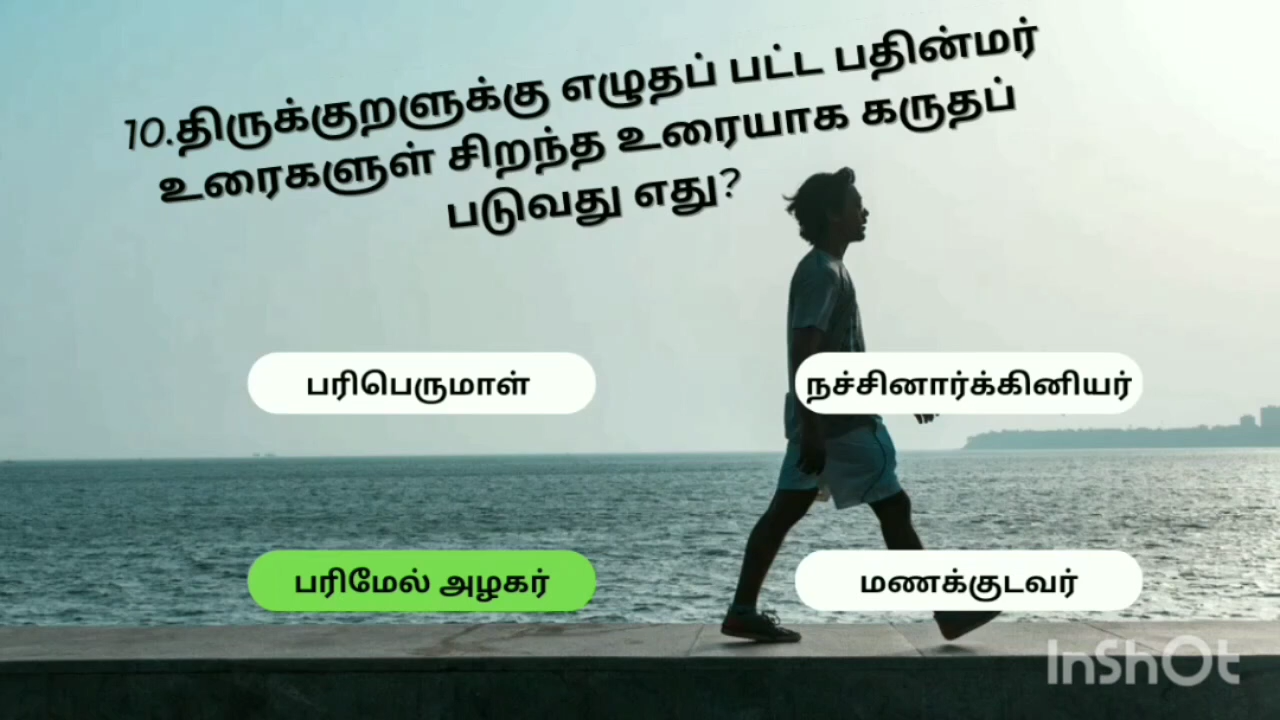 10.திருக்குறளுக்கு எழுதப் பட்ட பதின்மர்
உரைகளுள் சிறந்த உரையாக கருதப்
படுவது எது?
பரிபெருமாள்
நச்சினார்க்கினியர்
பரிமேல் அழகர்
மணக்குடவர்
InShOt